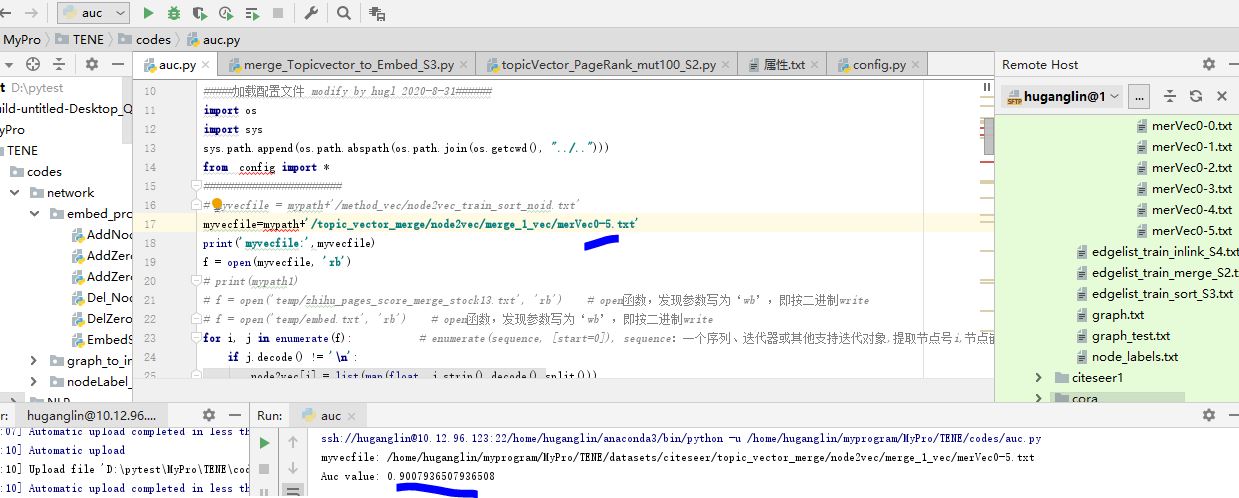 auc
MyPro
TENE
codes
auc.py
auc.py
merge_Topicvector_to_Embed_S3.py
topicVector_PageRank_mut100_S2.py
属性.txt
config.py
Remote Host
D:\pytest
build-untitled-Desktop_Q
MyPro
TENE
codes
network
embed_pro
AddNod
AddZero
AddZero
Del_Nod
DelZero
EmbedS
graph_to_in
nodeLabel_
10 #####加载配置文件 modify by hugl 2020-8-31######
11 import os
12 import sys
13 sys.path.append(os.path.abspath(os.path.join(os.getcwd(), "../..")))
14 from config import *
15 ########################
16 # myvecfile = mypath+'/method_vec/node2vec_train_sort_noid.txt'
17 myvecfile=mypath+'/topic_vector_merge/node2vec/merge_1_vec/merVec0-5.txt'
18 print('myvecfile:',myvecfile)
19 f = open(myvecfile, 'rb')
20 # print(mypath1)
21 # f = open('temp/zhihu_pages_score_merge_stock13.txt', 'rb') # open函数，发现参数写为‘wb’，即按二进制write
22 # f = open('temp/embed.txt', 'rb') # open函数，发现参数写为‘wb’，即按二进制write
23 for i, j in enumerate(f): # enumerate(sequence, [start=0]), sequence：一个序列、迭代器或其他支持迭代对象,提取节点号i,节点
24 if j.decode() != '\n':
25 node2vec[i] = list(map(float, j.strip().decode().split()))
huganglin@1
SFTP
...
merVec0-0.txt
merVec0-1.txt
merVec0-2.txt
merVec0-3.txt
merVec0-4.txt
merVec0-5.txt
edgelist_train_inlink_S4.txt
edgelist_train_merge_S2.t
edgelist_train_sort_S3.txt
graph.txt
graph_test.txt
node_labels.txt
citeseer1
cora
r:
huganglin@10.12.96....
:07] Automatic upload completed in less th
:10] Automatic upload
:10] Upload file 'D:\pytest\MyPro\TENE\cod
:10] Automatic upload completed in less th
Run:
auc
ssh://huganglin@10.12.96.123:22/home/huganglin/anaconda3/bin/python -u /home/huganglin/myprogram/MyPro/TENE/codes/auc.py
myvecfile: /home/huganglin/myprogram/MyPro/TENE/datasets/citeseer/topic_vector_merge/node2vec/merge_1_vec/merVec0-5.txt
Auc value: 0.9007936507936508